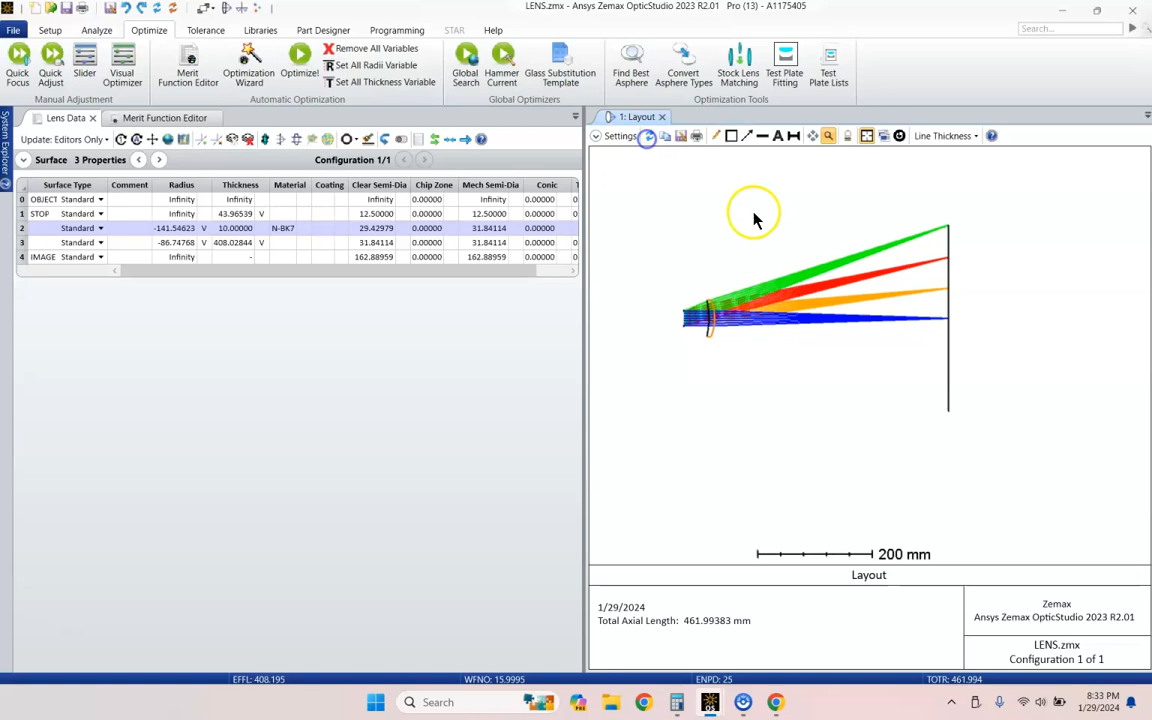 LENS.zmx - Ansys Zemax OpticStudio 2023 R2.01 - Pro (13) - A1175405
File Setup Analyze Optimize Tolerance Libraries Part Designer Programming STAR Help Search...
Quick Focus Quick Adjust Slider Visual Optimizer Merit Function Editor Optimization Wizard Optimize! Remove All Variables Global Search Hammer Current Glass Substitution Template Find Best Asphere Convert Asphere Types Stock Lens Matching Test Plate Fitting Test Plate Lists
Set All Radii Variable
Set All Thickness Variable
Manual Adjustment Automatic Optimization Global Optimizers Optimization Tools
System Explorer
Lens Data Merit Function Editor
Update: Editors Only
Surface 3 Properties Configuration 1/1
Surface Type Comment Radius Thickness Material Coating Clear Semi-Dia Chip Zone Mech Semi-Dia Conic
0 OBJECT Standard Infinity Infinity Infinity 0.00000 Infinity 0.00000
1 STOP Standard Infinity 43.96539 V 12.50000 0.00000 12.50000 0.00000
2 Standard -141.54623 V 10.00000 N-BK7 29.42979 0.00000 31.84114 0.00000
3 Standard -86.74768 V 408.02844 V 31.84114 0.00000 31.84114 0.00000
4 IMAGE Standard Infinity - 162.88959 0.00000 162.88959 0.00000
1: Layout
Settings Line Thickness
200 mm
Layout
1/29/2024
Total Axial Length: 461.99383 mm
Zemax
Ansys Zemax OpticStudio 2023 R2.01
LENS.zmx
Configuration 1 of 1
EFFL: 408.195 WFNO: 15.9995 ENPD: 25 TOTR: 461.994
Search
8:33 PM
1/29/2024